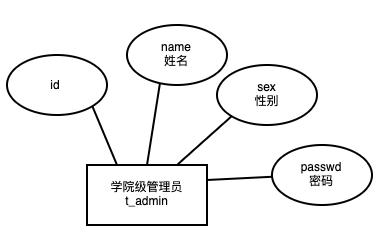 name
姓名
id
sex
性别
passwd
密码
学院级管理员
t_admin